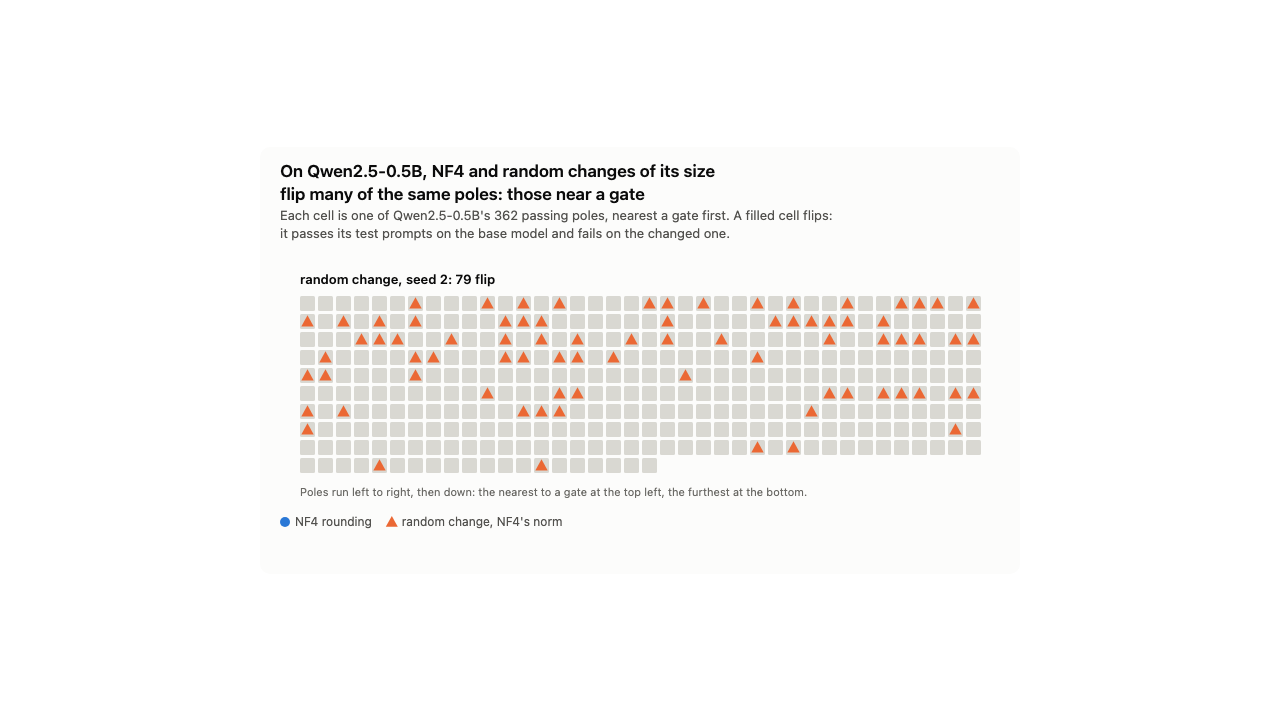 On Qwen2.5-0.5B, NF4 and random changes of its size
flip many of the same poles: those near a gate
Each cell is one of Qwen2.5-0.5B's 362 passing poles, nearest a gate first. A filled cell flips:
it passes its test prompts on the base model and fails on the changed one.
random change, seed 2: 79 flip
Poles run left to right, then down: the nearest to a gate at the top left, the furthest at the bottom.
NF4 rounding random change, NF4's norm